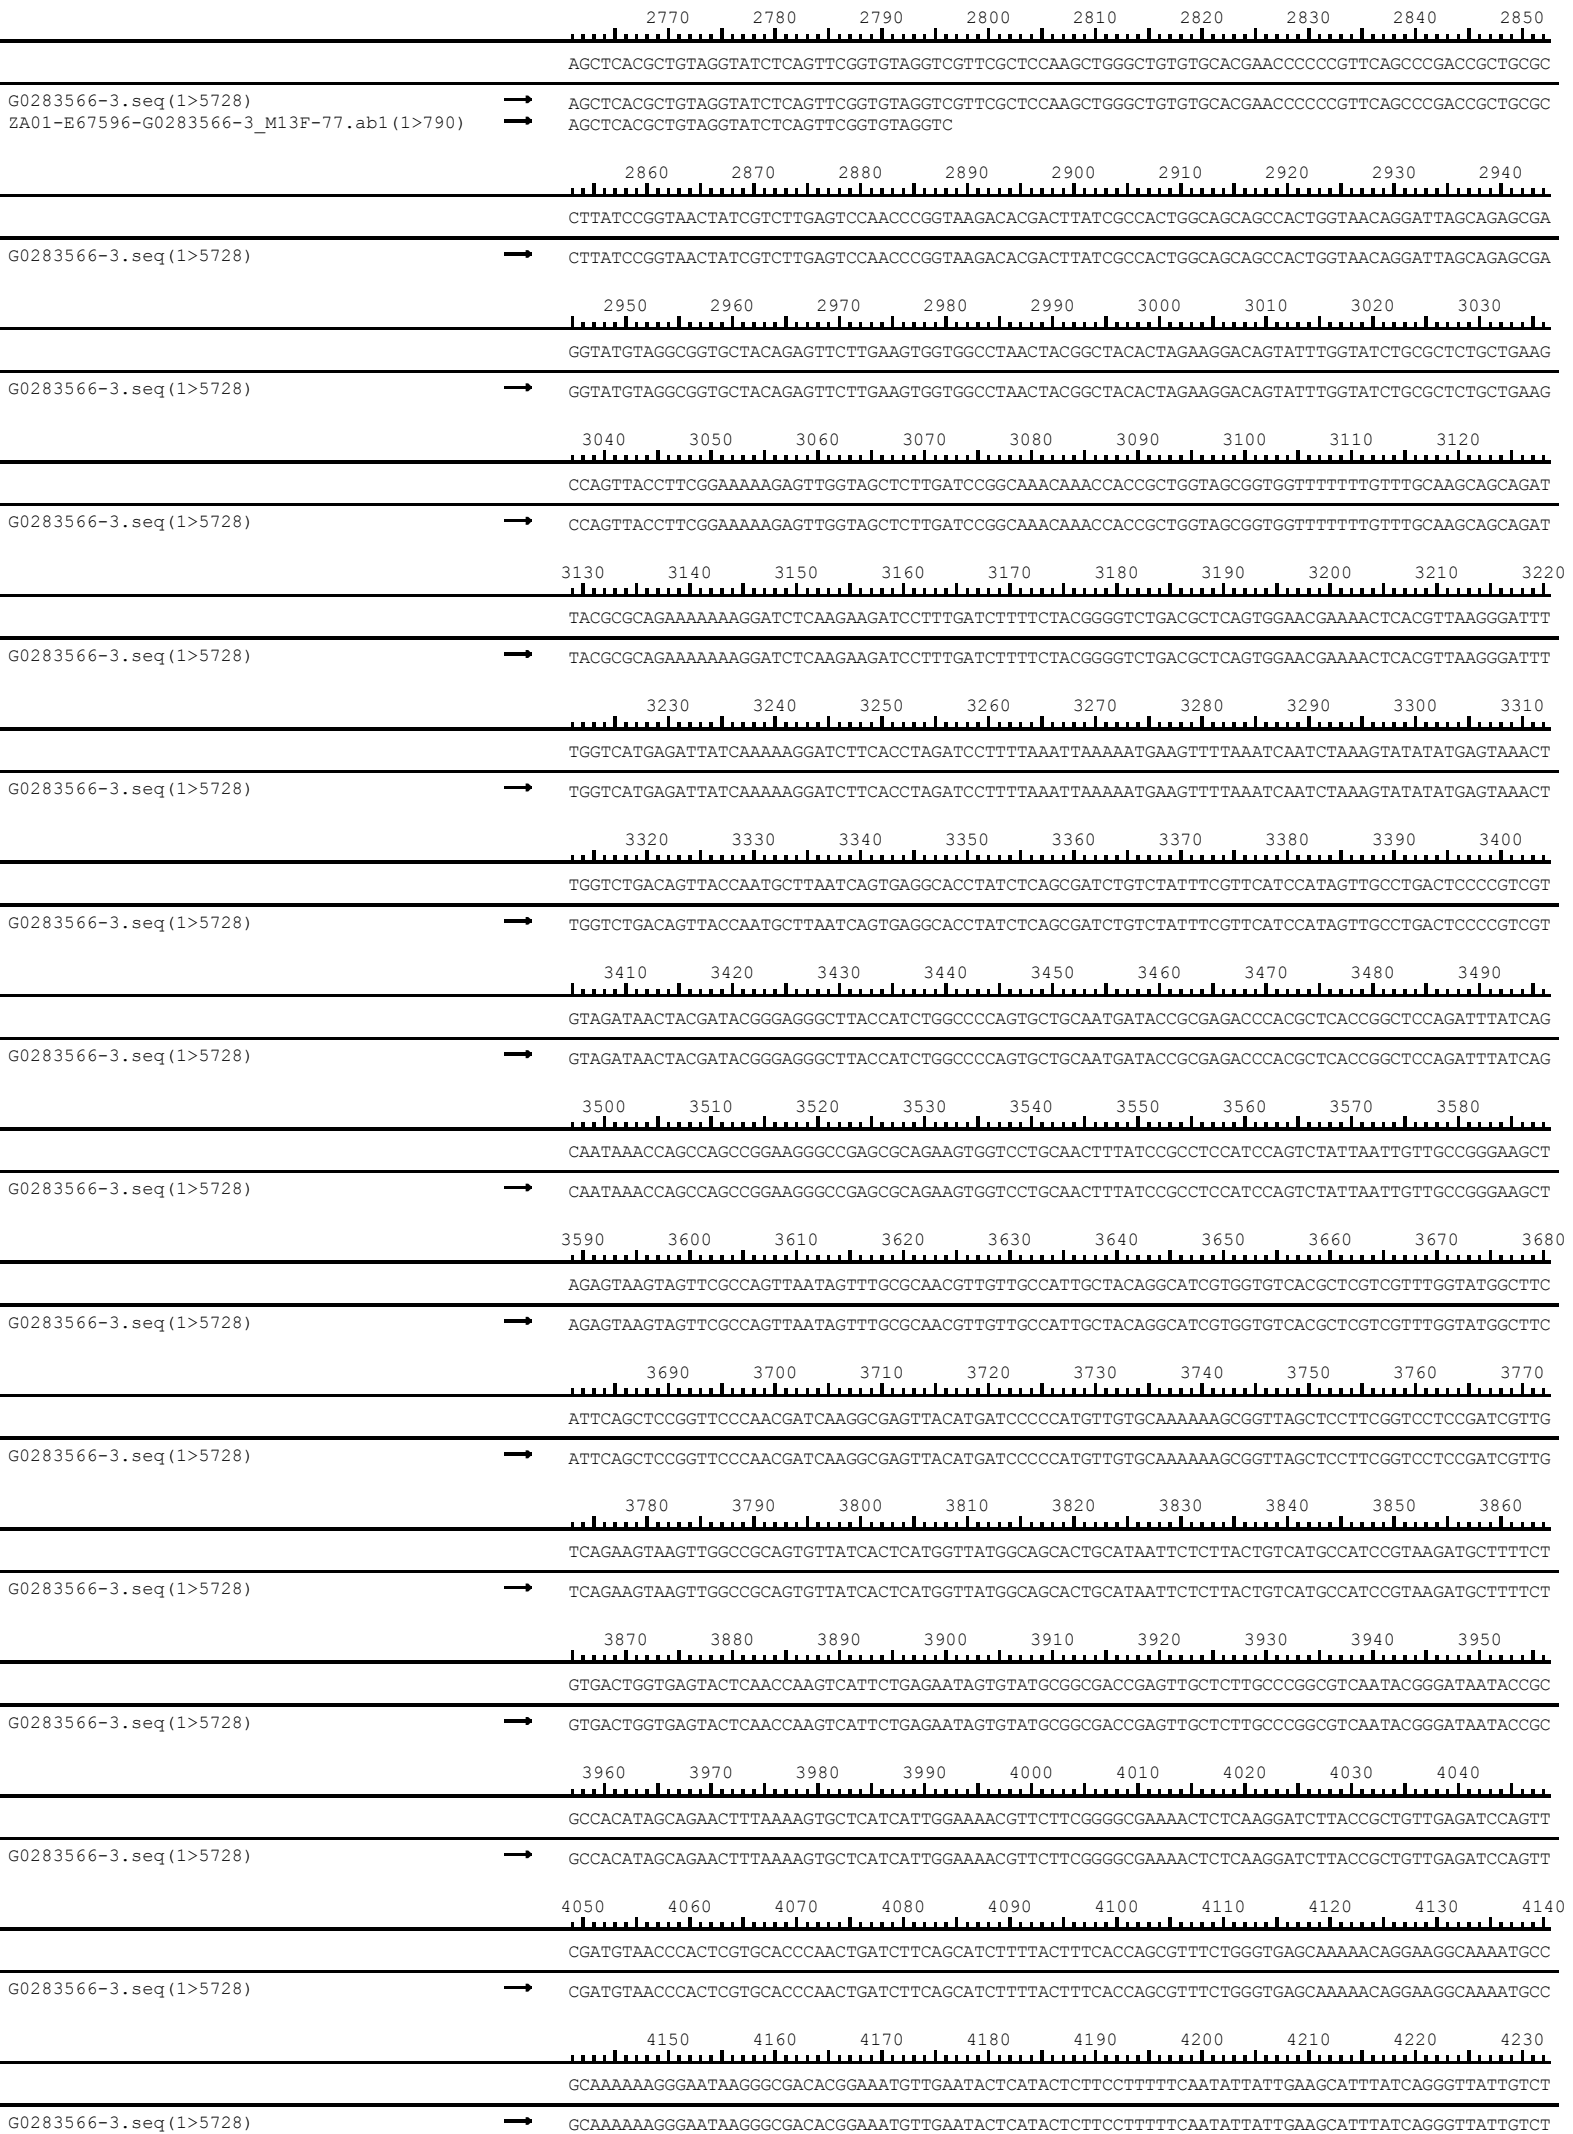 2770 2780 2790 2800 2810 2820 2830 2840 2850
AGCTCACGCTGTAGGTATCTCAGTTCGGTGTAGGTCGTTCGCTCCAAGCTGGGCTGTGTGCACGAACCCCCCGTTCAGCCCGACCGCTGCGC
G0283566-3.seq(1>5728) AGCTCACGCTGTAGGTATCTCAGTTCGGTGTAGGTCGTTCGCTCCAAGCTGGGCTGTGTGCACGAACCCCCCGTTCAGCCCGACCGCTGCGC
ZA01-E67596-G0283566-3_M13F-77.ab1(1>790) AGCTCACGCTGTAGGTATCTCAGTTCGGTGTAGGTC
2860 2870 2880 2890 2900 2910 2920 2930 2940
CTTATCCGGTAACTATCGTCTTGAGTCCAACCCGGTAAGACACGACTTATCGCCACTGGCAGCAGCCACTGGTAACAGGATTAGCAGAGCGA
G0283566-3.seq(1>5728) CTTATCCGGTAACTATCGTCTTGAGTCCAACCCGGTAAGACACGACTTATCGCCACTGGCAGCAGCCACTGGTAACAGGATTAGCAGAGCGA
2950 2960 2970 2980 2990 3000 3010 3020 3030
GGTATGTAGGCGGTGCTACAGAGTTCTTGAAGTGGTGGCCTAACTACGGCTACACTAGAAGGACAGTATTTGGTATCTGCGCTCTGCTGAAG
G0283566-3.seq(1>5728) GGTATGTAGGCGGTGCTACAGAGTTCTTGAAGTGGTGGCCTAACTACGGCTACACTAGAAGGACAGTATTTGGTATCTGCGCTCTGCTGAAG
3040 3050 3060 3070 3080 3090 3100 3110 3120
CCAGTTACCTTCGGAAAAAGAGTTGGTAGCTCTTGATCCGGCAAACAAACCACCGCTGGTAGCGGTGGTTTTTTTGTTTGCAAGCAGCAGAT
G0283566-3.seq(1>5728) CCAGTTACCTTCGGAAAAAGAGTTGGTAGCTCTTGATCCGGCAAACAAACCACCGCTGGTAGCGGTGGTTTTTTTGTTTGCAAGCAGCAGAT
3130 3140 3150 3160 3170 3180 3190 3200 3210 3220
TACGCGCAGAAAAAAAGGATCTCAAGAAGATCCTTTGATCTTTTCTACGGGGTCTGACGCTCAGTGGAACGAAAACTCACGTTAAGGGATTT
G0283566-3.seq(1>5728) TACGCGCAGAAAAAAAGGATCTCAAGAAGATCCTTTGATCTTTTCTACGGGGTCTGACGCTCAGTGGAACGAAAACTCACGTTAAGGGATTT
3230 3240 3250 3260 3270 3280 3290 3300 3310
TGGTCATGAGATTATCAAAAAGGATCTTCACCTAGATCCTTTTAAATTAAAAATGAAGTTTTAAATCAATCTAAAGTATATATGAGTAAACT
G0283566-3.seq(1>5728) TGGTCATGAGATTATCAAAAAGGATCTTCACCTAGATCCTTTTAAATTAAAAATGAAGTTTTAAATCAATCTAAAGTATATATGAGTAAACT
3320 3330 3340 3350 3360 3370 3380 3390 3400
TGGTCTGACAGTTACCAATGCTTAATCAGTGAGGCACCTATCTCAGCGATCTGTCTATTTCGTTCATCCATAGTTGCCTGACTCCCCGTCGT
G0283566-3.seq(1>5728) TGGTCTGACAGTTACCAATGCTTAATCAGTGAGGCACCTATCTCAGCGATCTGTCTATTTCGTTCATCCATAGTTGCCTGACTCCCCGTCGT
3410 3420 3430 3440 3450 3460 3470 3480 3490
GTAGATAACTACGATACGGGAGGGCTTACCATCTGGCCCCAGTGCTGCAATGATACCGCGAGACCCACGCTCACCGGCTCCAGATTTATCAG
G0283566-3.seq(1>5728) GTAGATAACTACGATACGGGAGGGCTTACCATCTGGCCCCAGTGCTGCAATGATACCGCGAGACCCACGCTCACCGGCTCCAGATTTATCAG
3500 3510 3520 3530 3540 3550 3560 3570 3580
CAATAAACCAGCCAGCCGGAAGGGCCGAGCGCAGAAGTGGTCCTGCAACTTTATCCGCCTCCATCCAGTCTATTAATTGTTGCCGGGAAGCT
G0283566-3.seq(1>5728) CAATAAACCAGCCAGCCGGAAGGGCCGAGCGCAGAAGTGGTCCTGCAACTTTATCCGCCTCCATCCAGTCTATTAATTGTTGCCGGGAAGCT
3590 3600 3610 3620 3630 3640 3650 3660 3670 3680
AGAGTAAGTAGTTCGCCAGTTAATAGTTTGCGCAACGTTGTTGCCATTGCTACAGGCATCGTGGTGTCACGCTCGTCGTTTGGTATGGCTTC
G0283566-3.seq(1>5728) AGAGTAAGTAGTTCGCCAGTTAATAGTTTGCGCAACGTTGTTGCCATTGCTACAGGCATCGTGGTGTCACGCTCGTCGTTTGGTATGGCTTC
3690 3700 3710 3720 3730 3740 3750 3760 3770
ATTCAGCTCCGGTTCCCAACGATCAAGGCGAGTTACATGATCCCCCATGTTGTGCAAAAAAGCGGTTAGCTCCTTCGGTCCTCCGATCGTTG
G0283566-3.seq(1>5728) ATTCAGCTCCGGTTCCCAACGATCAAGGCGAGTTACATGATCCCCCATGTTGTGCAAAAAAGCGGTTAGCTCCTTCGGTCCTCCGATCGTTG
3780 3790 3800 3810 3820 3830 3840 3850 3860
TCAGAAGTAAGTTGGCCGCAGTGTTATCACTCATGGTTATGGCAGCACTGCATAATTCTCTTACTGTCATGCCATCCGTAAGATGCTTTTCT
G0283566-3.seq(1>5728) TCAGAAGTAAGTTGGCCGCAGTGTTATCACTCATGGTTATGGCAGCACTGCATAATTCTCTTACTGTCATGCCATCCGTAAGATGCTTTTCT
3870 3880 3890 3900 3910 3920 3930 3940 3950
GTGACTGGTGAGTACTCAACCAAGTCATTCTGAGAATAGTGTATGCGGCGACCGAGTTGCTCTTGCCCGGCGTCAATACGGGATAATACCGC
G0283566-3.seq(1>5728) GTGACTGGTGAGTACTCAACCAAGTCATTCTGAGAATAGTGTATGCGGCGACCGAGTTGCTCTTGCCCGGCGTCAATACGGGATAATACCGC
3960 3970 3980 3990 4000 4010 4020 4030 4040
GCCACATAGCAGAACTTTAAAAGTGCTCATCATTGGAAAACGTTCTTCGGGGCGAAAACTCTCAAGGATCTTACCGCTGTTGAGATCCAGTT
G0283566-3.seq(1>5728) GCCACATAGCAGAACTTTAAAAGTGCTCATCATTGGAAAACGTTCTTCGGGGCGAAAACTCTCAAGGATCTTACCGCTGTTGAGATCCAGTT
4050 4060 4070 4080 4090 4100 4110 4120 4130 4140
CGATGTAACCCACTCGTGCACCCAACTGATCTTCAGCATCTTTTACTTTCACCAGCGTTTCTGGGTGAGCAAAAACAGGAAGGCAAAATGCC
G0283566-3.seq(1>5728) CGATGTAACCCACTCGTGCACCCAACTGATCTTCAGCATCTTTTACTTTCACCAGCGTTTCTGGGTGAGCAAAAACAGGAAGGCAAAATGCC
4150 4160 4170 4180 4190 4200 4210 4220 4230
GCAAAAAAGGGAATAAGGGCGACACGGAAATGTTGAATACTCATACTCTTCCTTTTTCAATATTATTGAAGCATTTATCAGGGTTATTGTCT
G0283566-3.seq(1>5728) GCAAAAAAGGGAATAAGGGCGACACGGAAATGTTGAATACTCATACTCTTCCTTTTTCAATATTATTGAAGCATTTATCAGGGTTATTGTCT